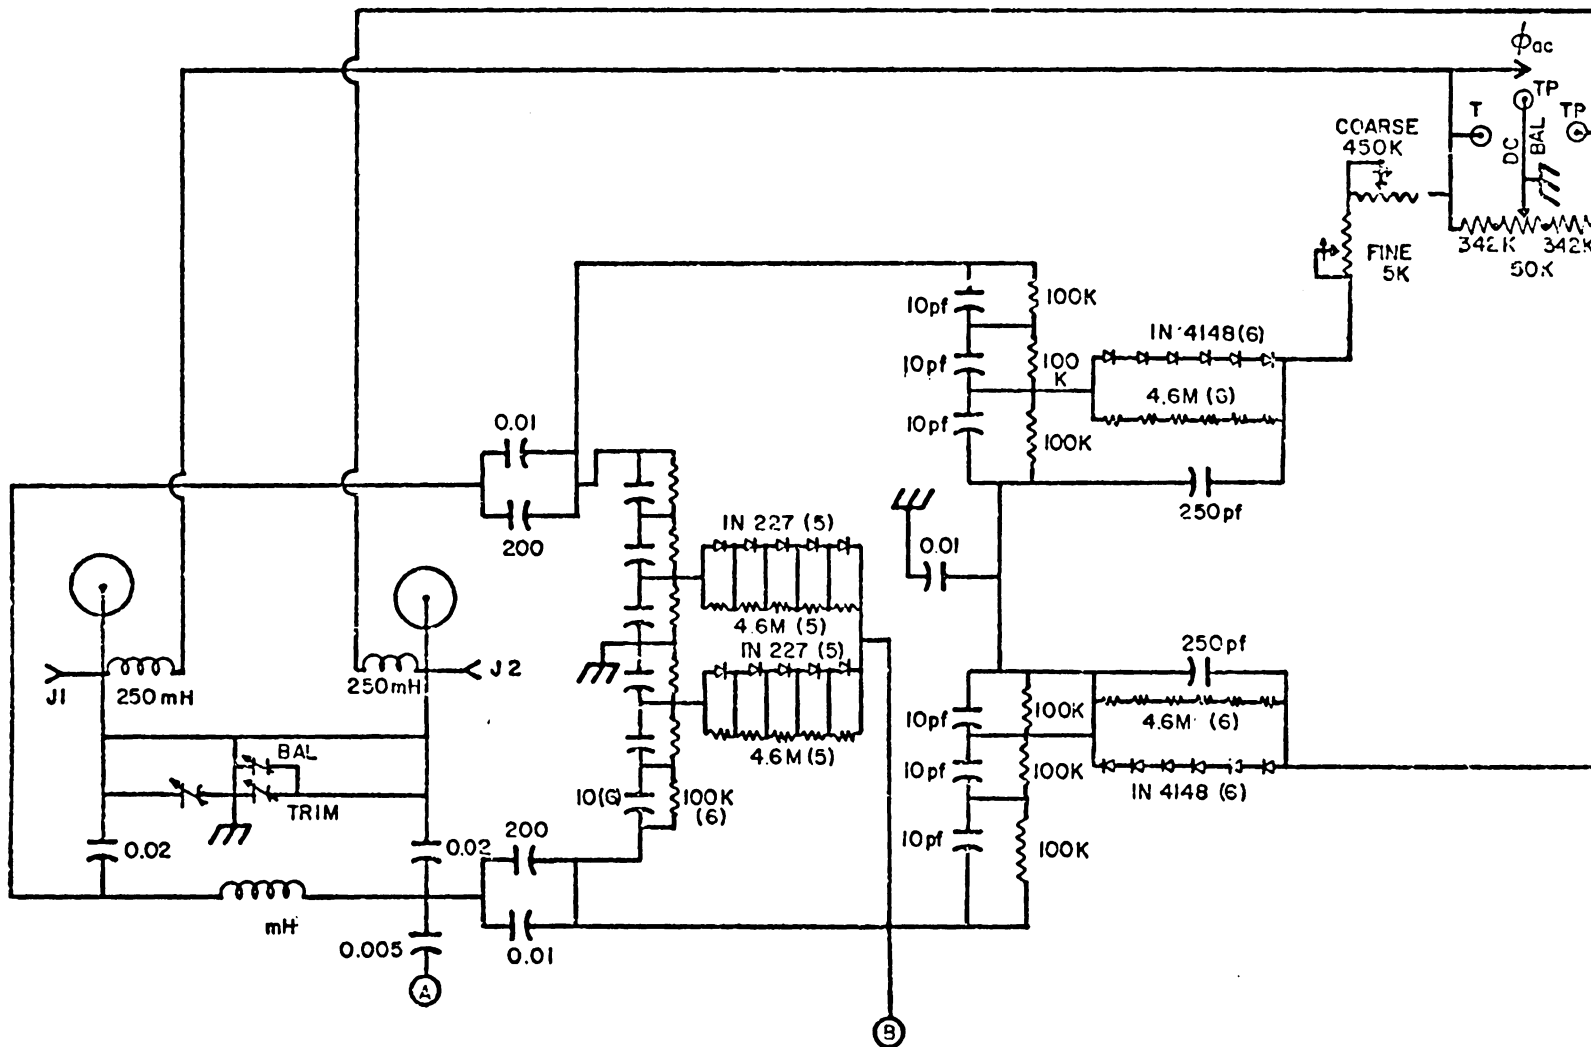 ϕac
TP
T
TP
COARSE
450K
DC
BAL
342K
342K
50K
FINE
5K
10pf
100K
IN 4148 (6)
10pf
100
K
4.6M (6)
10pf
100K
0.01
200
250pf
IN 227 (5)
0.01
4.6M (5)
IN 227 (5)
250pf
J1
250mH
250mH
J2
10pf
100K
4.6M (6)
4.6M (5)
BAL
10pf
100K
TRIM
10(6)
100K
(6)
IN 4148 (6)
0.02
0.02
200
10pf
100K
mH
0.005
0.01
A
B